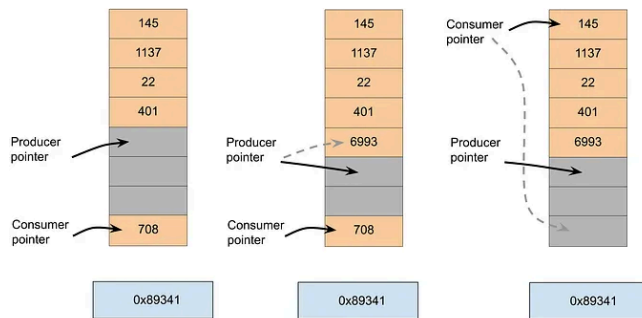 145
1137
22
401
Producer
pointer
Consumer
pointer
708
0x89341
145
1137
22
401
Producer
pointer
6993
Consumer
pointer
708
0x89341
Consumer
pointer
145
1137
22
401
Producer
pointer
6993
0x89341